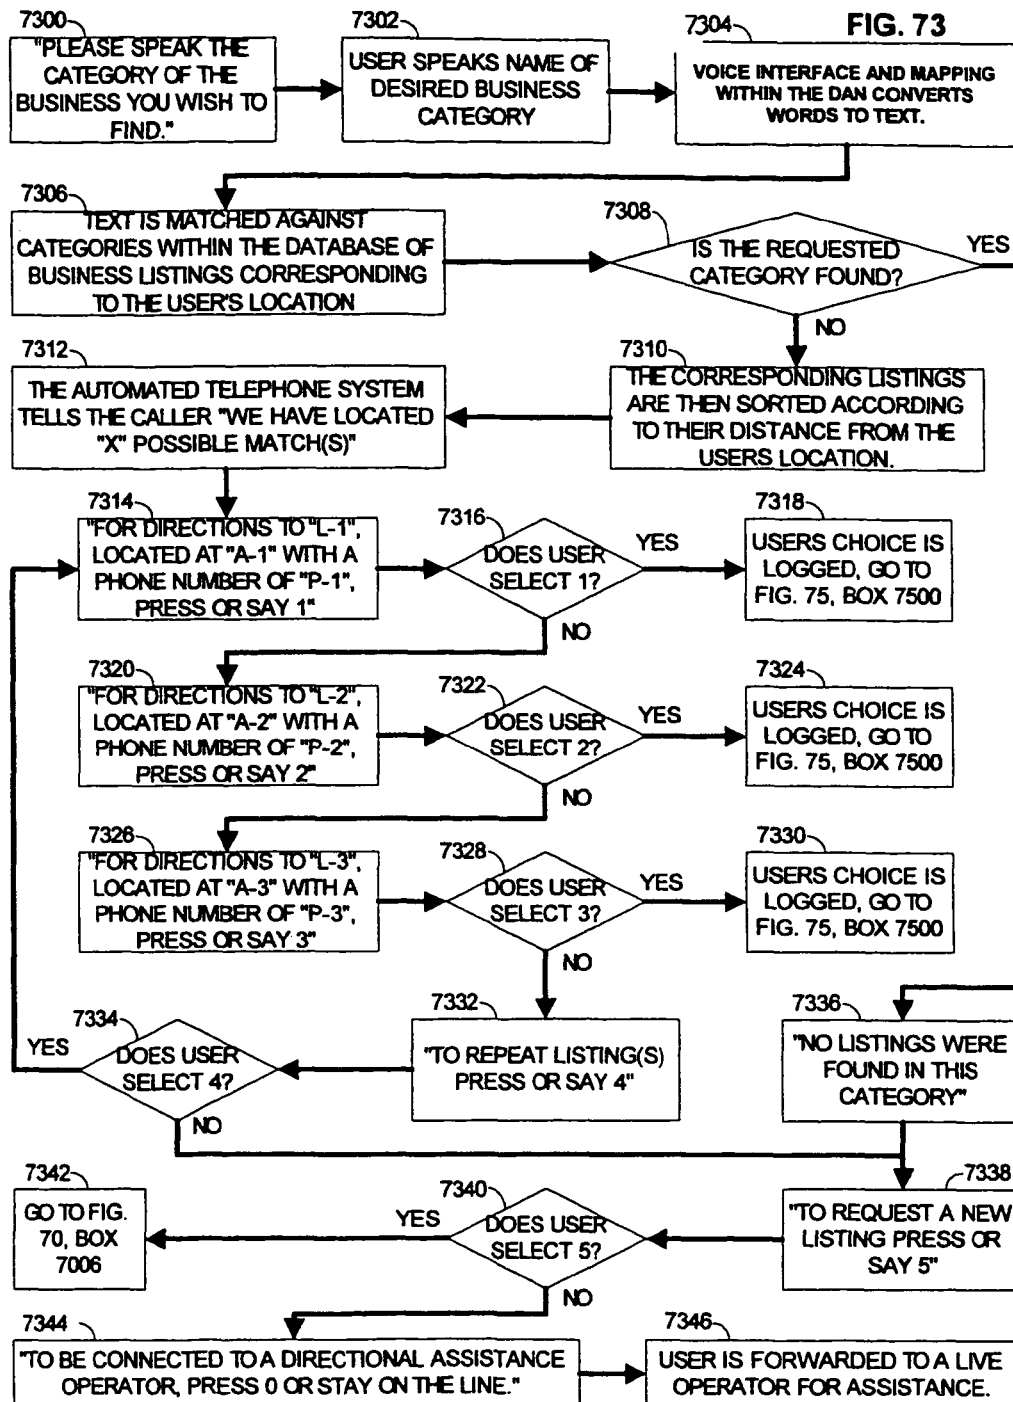 FIG. 73
7300
"PLEASE SPEAK THE
CATEGORY OF THE
BUSINESS YOU WISH TO
FIND."
7302
USER SPEAKS NAME OF
DESIRED BUSINESS
CATEGORY
7304
VOICE INTERFACE AND MAPPING
WITHIN THE DAN CONVERTS
WORDS TO TEXT.
7306
TEXT IS MATCHED AGAINST
CATEGORIES WITHIN THE DATABASE OF
BUSINESS LISTINGS CORRESPONDING
TO THE USER'S LOCATION
7308
IS THE REQUESTED
CATEGORY FOUND?
YES
NO
7310
THE CORRESPONDING LISTINGS
ARE THEN SORTED ACCORDING
TO THEIR DISTANCE FROM THE
USERS LOCATION.
7312
THE AUTOMATED TELEPHONE SYSTEM
TELLS THE CALLER "WE HAVE LOCATED
"X" POSSIBLE MATCH(S)"
7314
"FOR DIRECTIONS TO "L-1",
LOCATED AT "A-1" WITH A
PHONE NUMBER OF "P-1",
PRESS OR SAY 1"
7316
DOES USER
SELECT 1?
YES
NO
7318
USERS CHOICE IS
LOGGED, GO TO
FIG. 75, BOX 7500
7320
"FOR DIRECTIONS TO "L-2",
LOCATED AT "A-2" WITH A
PHONE NUMBER OF "P-2",
PRESS OR SAY 2"
7322
DOES USER
SELECT 2?
YES
NO
7324
USERS CHOICE IS
LOGGED, GO TO
FIG. 75, BOX 7500
7326
"FOR DIRECTIONS TO "L-3",
LOCATED AT "A-3" WITH A
PHONE NUMBER OF "P-3",
PRESS OR SAY 3"
7328
DOES USER
SELECT 3?
YES
NO
7330
USERS CHOICE IS
LOGGED, GO TO
FIG. 75, BOX 7500
7332
"TO REPEAT LISTING(S)
PRESS OR SAY 4"
7334
DOES USER
SELECT 4?
YES
NO
7336
"NO LISTINGS WERE
FOUND IN THIS
CATEGORY"
7338
"TO REQUEST A NEW
LISTING PRESS OR
SAY 5"
7340
DOES USER
SELECT 5?
YES
NO
7342
GO TO FIG.
70, BOX
7006
7344
"TO BE CONNECTED TO A DIRECTIONAL ASSISTANCE
OPERATOR, PRESS 0 OR STAY ON THE LINE."
7346
USER IS FORWARDED TO A LIVE
OPERATOR FOR ASSISTANCE.